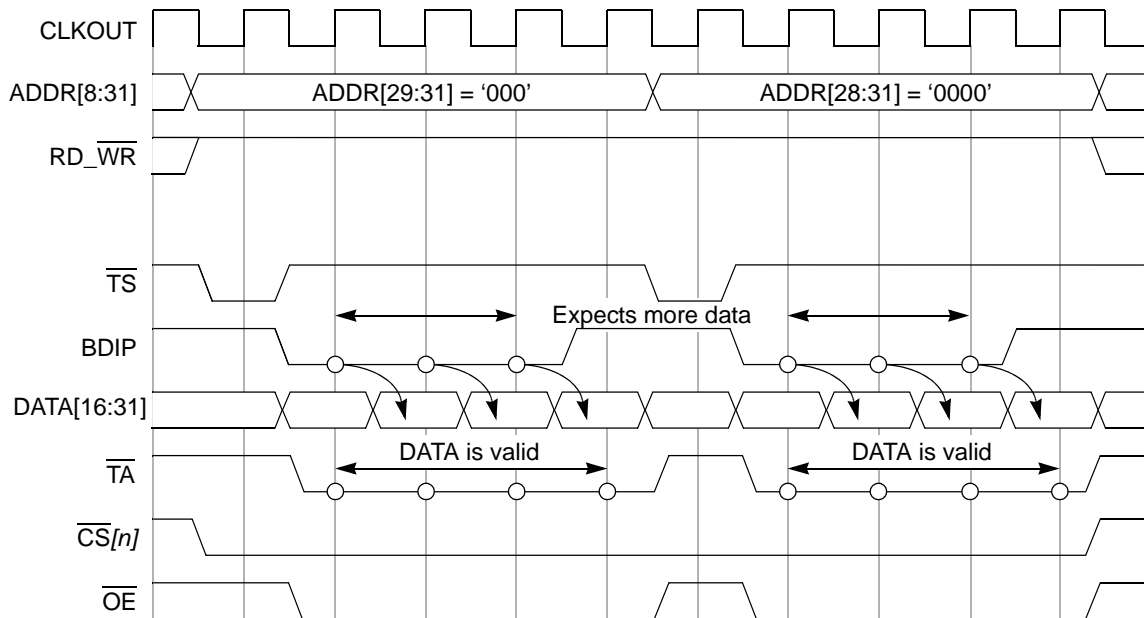 CLKOUT
ADDR[8:31]
ADDR[29:31] = ‘000’
ADDR[28:31] = ‘0000’
RD_WR
TS
Expects more data
BDIP
DATA[16:31]
DATA is valid
DATA is valid
TA
CS[n]
OE